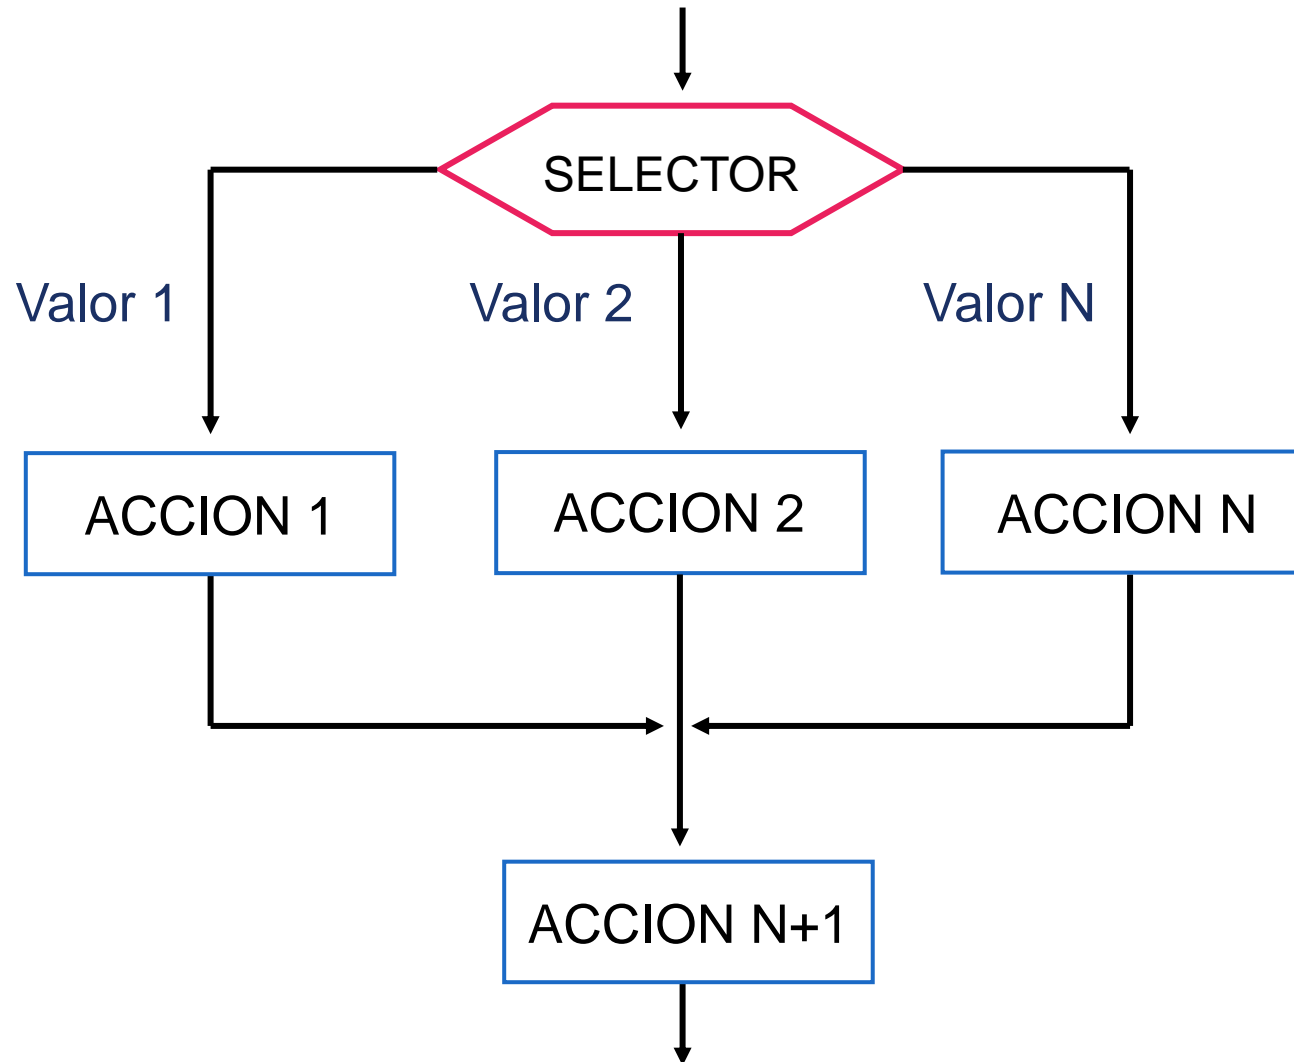 SELECTOR
Valor 1
Valor 2
Valor N
ACCION 1
ACCION 2
ACCION N
ACCION N+1